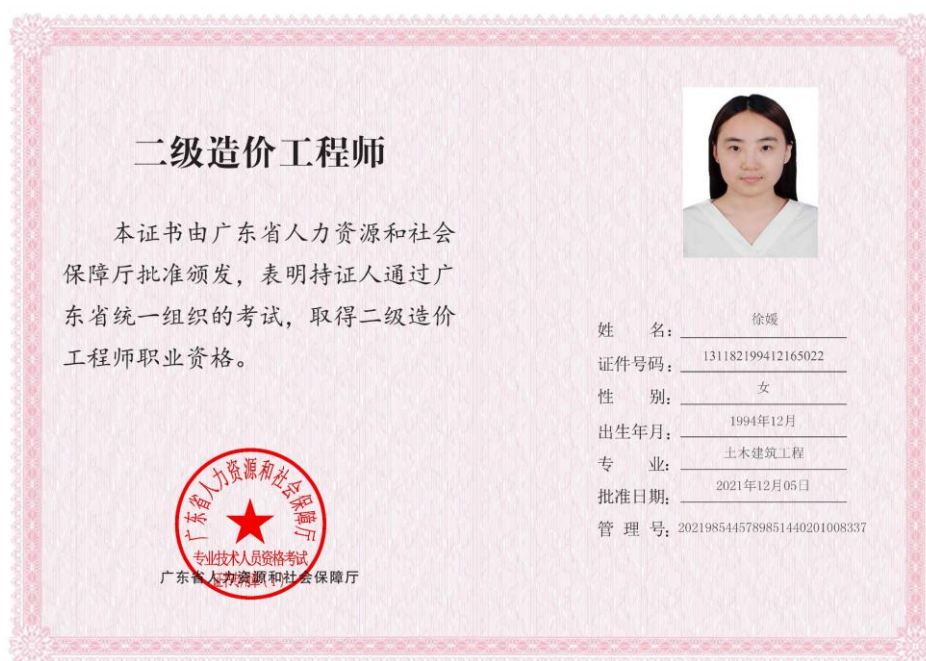 二级造价工程师
本证书由广东省人力资源和社会
保障厅批准颁发，表明持证人通过广
东省统一组织的考试，取得二级造价
工程师职业资格。
广东省人力资源和社会保障厅
专业技术人员资格考试
广东省人力资源和社会保障厅
姓 名：徐媛
证件号码：131182199412165022
性 别：女
出生年月：1994年12月
专 业：土木建筑工程
批准日期：2021年12月05日
管 理 号：2021985445789851440201008337